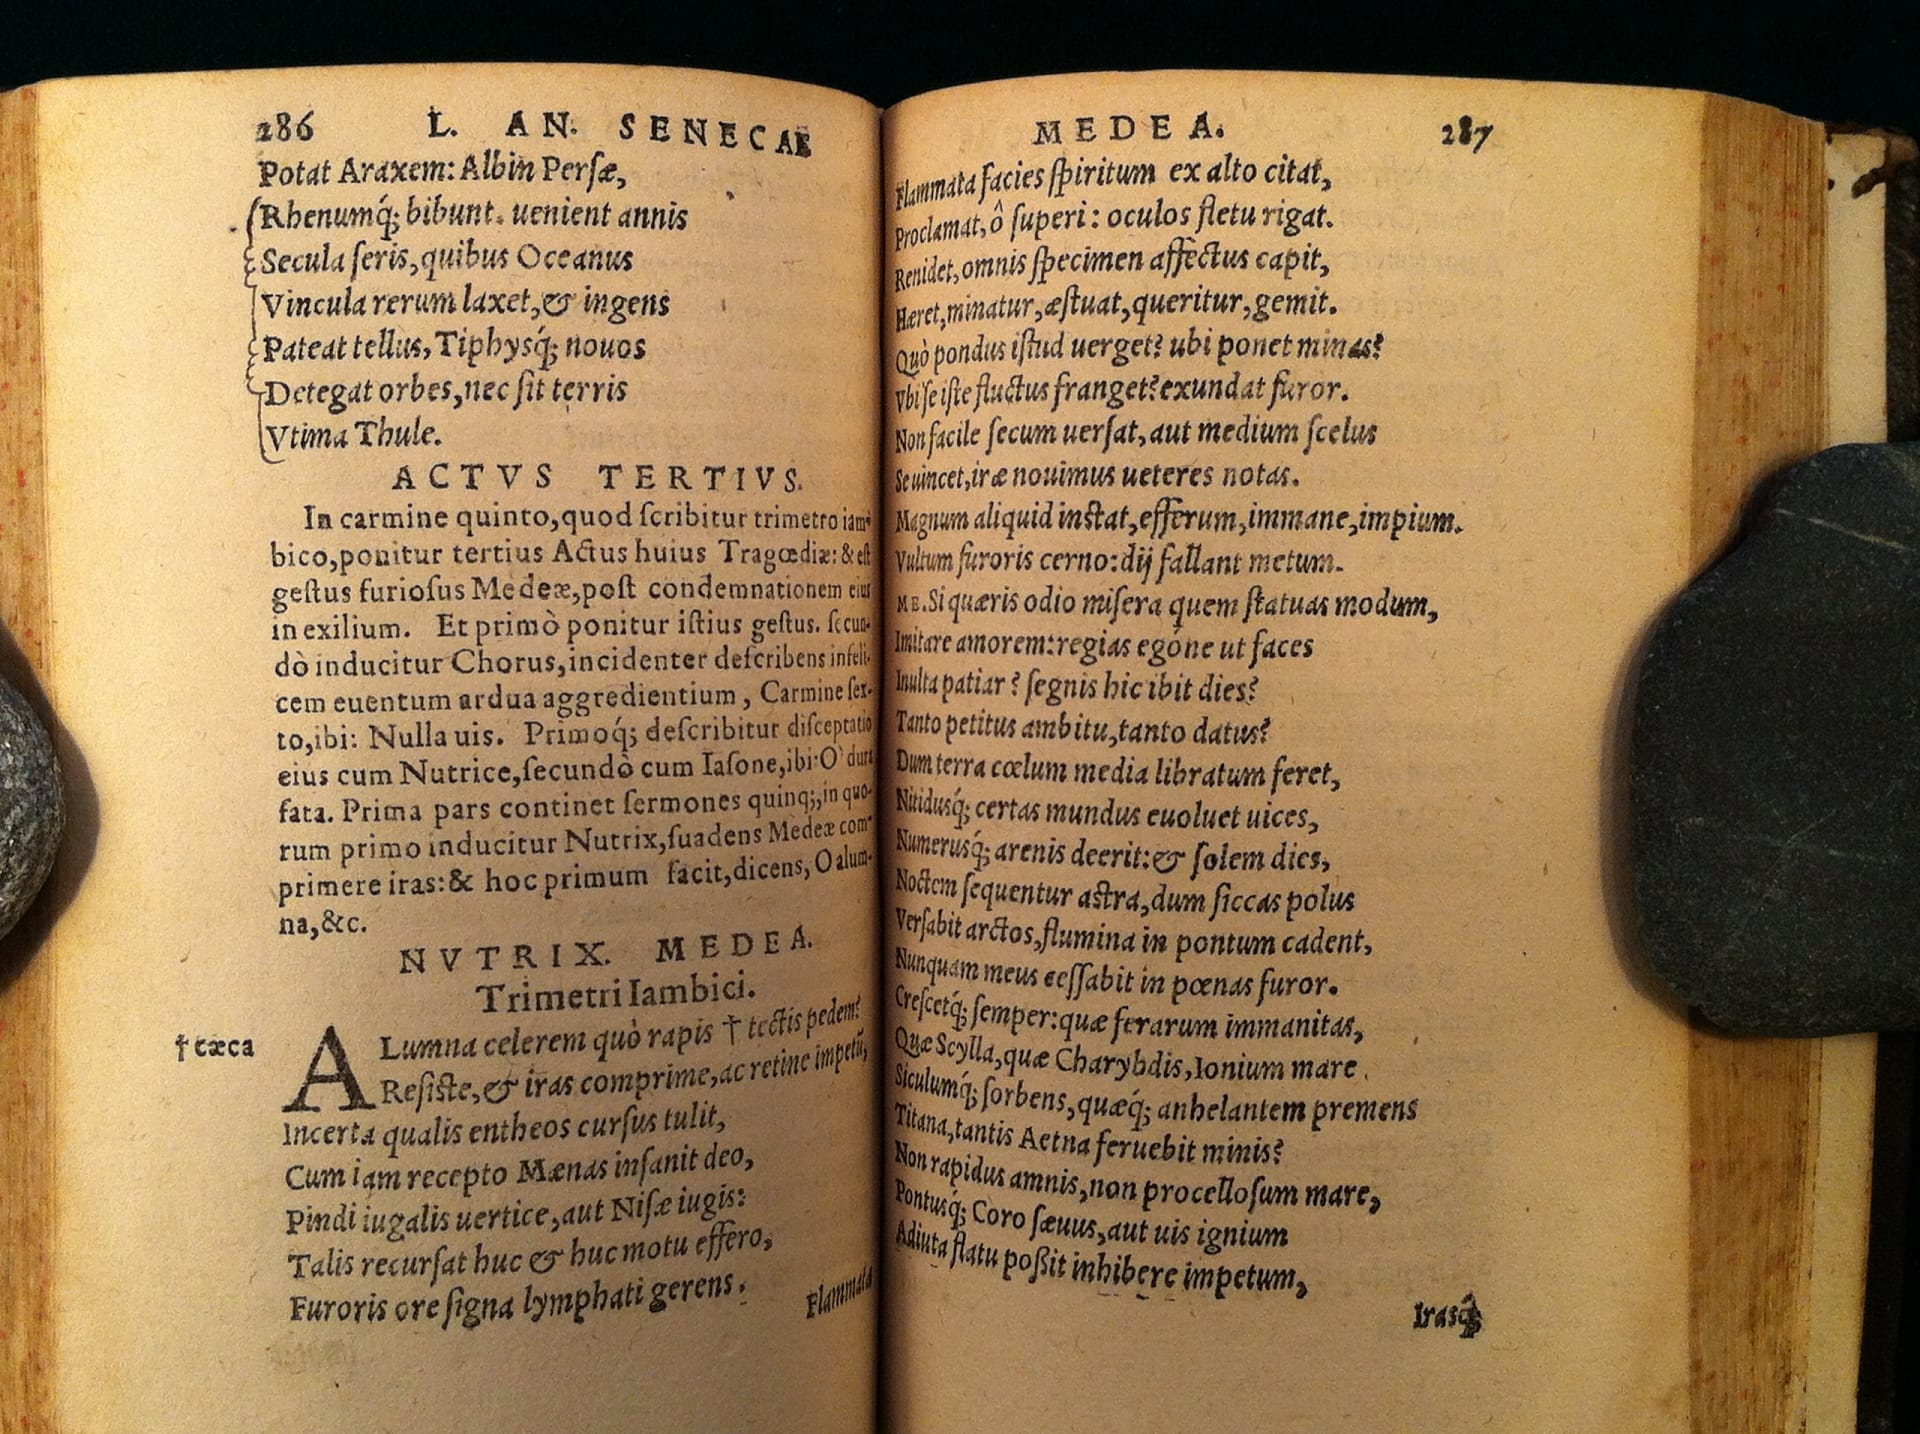 286 L. AN. SENECAE
Potat Araxem: Albin Persæ,
Rhenumq́; bibunt. uenient annis
Secula seris, quibus Oceanus
Vincula rerum laxet, & ingens
Pateat tellus, Tiphysq́; nouos
Detegat orbes, nec sit terris
Vtima Thule.
ACTVS TERTIVS.
In carmine quinto, quod scribitur trimetro iam-
bico, ponitur tertius Actus huius Tragœdiæ: & est
gestus furiosus Medeæ, post condemnationem eius
in exilium. Et primò ponitur istius gestus. secun-
dò inducitur Chorus, incidenter describens infeli-
cem euentum ardua aggredientium, Carmine sex-
to, ibi: Nulla uis. Primoq́; describitur disceptatio
eius cum Nutrice, secundò cum Iasone, ibi: O dura
fata. Prima pars continet sermones quinq;, in quo-
rum primo inducitur Nutrix, suadens Medeæ com-
primere iras: & hoc primum facit, dicens, O alum-
na, &c.
NVTRIX. MEDEA.
Trimetri Iambici.
†cæca
ALumna celerem quò rapis † tectis pedem?
Resiste, & iras comprime, ac retine impetū,
Incerta qualis entheos cursus tulit,
Cum iam recepto Mænas insanit deo,
Pindi iugalis uertice, aut Nisæ iugis:
Talis recursat huc & huc motu effero,
Furoris ore signa lymphati gerens.
Flammata
MEDEA. 287
Flammata facies spiritum ex alto citat,
Proclamat, ô superi: oculos fletu rigat.
Renidet, omnis specimen affectus capit,
Hæret, minatur, æstuat, queritur, gemit.
Quò pondus istud uerget? ubi ponet minas?
Vbi se iste fluctus franget? exundat furor.
Non facile secum uersat, aut medium scelus
Se uincet, iræ nouimus ueteres notas.
Magnum aliquid instat, efferum, immane, impium.
Vultum furoris cerno: dij fallant metum.
ME. Si quæris odio misera quem statuas modum,
Imitare amorem: regias egóne ut faces
Inulta patiar? segnis hic ibit dies?
Tanto petitus ambitu, tanto datus?
Dum terra cœlum media libratum feret,
Nitidusq́; certas mundus euoluet uices,
Numerusq́; arenis deerit: & solem dies,
Noctem sequentur astra, dum siccas polus
Versabit arctos, flumina in pontum cadent,
Nunquam meus cessabit in pœnas furor.
Crescetq́; semper: quæ ferarum immanitas,
Quæ Scylla, quæ Charybdis, Ionium mare
Siculumq́; sorbens, quæq́; anhelantem premens
Titana, tantis Aetna feruebit minis?
Non rapidus amnis, non procellosum mare,
Pontusq́; Coro sæuus, aut uis ignium
Adiuta flatu possit inhibere impetum,
Irasq́;